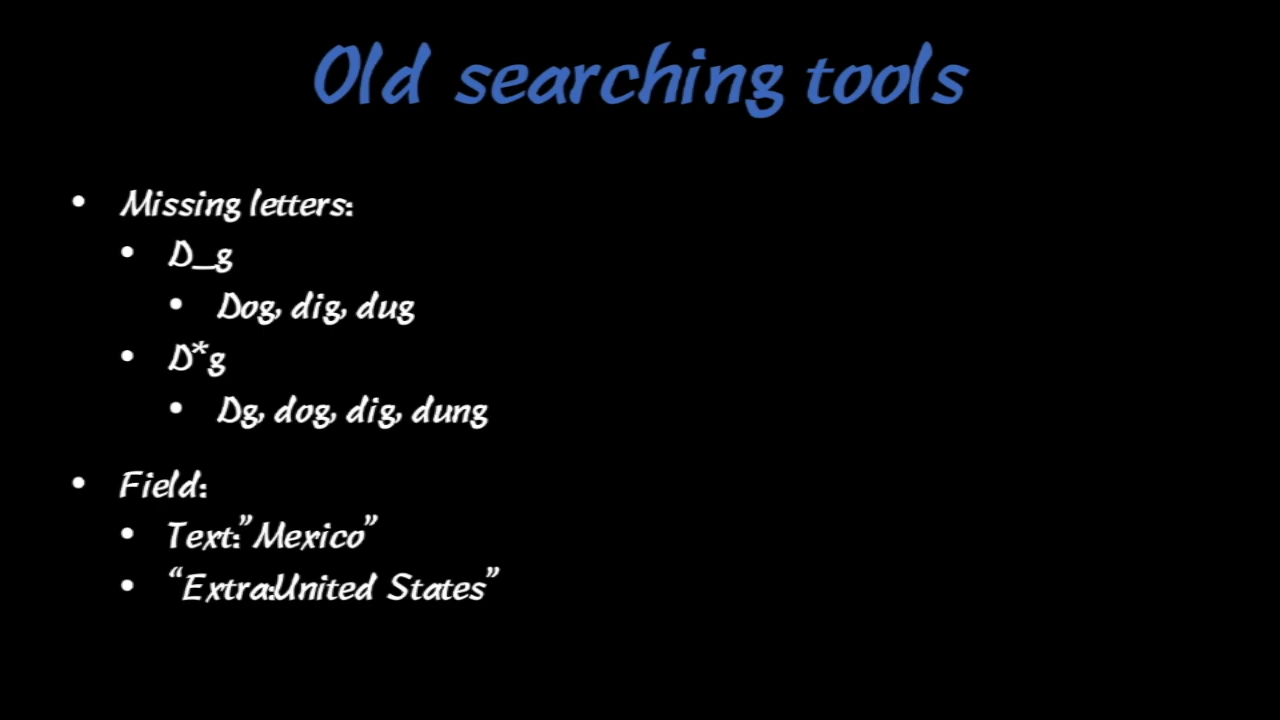 Old searching tools
• Missing letters:
• D_g
• Dog, dig, dug
• D*g
• Dg, dog, dig, dung
• Field:
• Text:”Mexico”
• “Extra:United States”